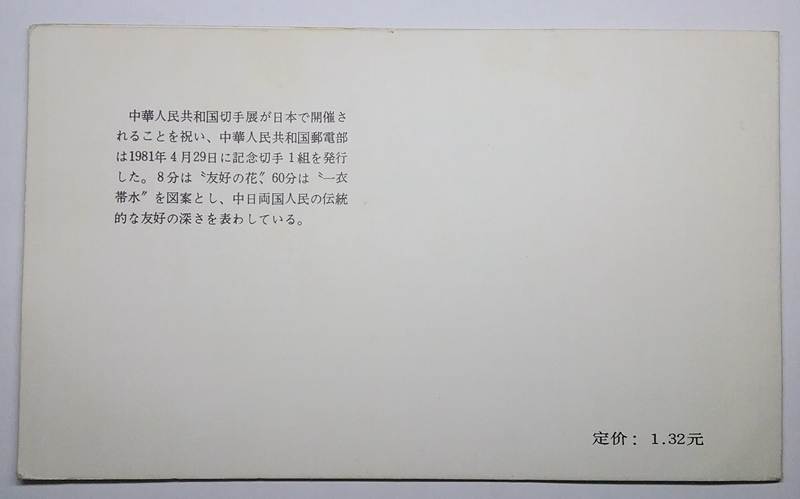 中華人民共和国切手展が日本で開催さ
れることを祝い、中華人民共和国郵電部
は1981年4月29日に記念切手1組を発行
した。8分は〝友好の花〟、60分は〝一衣
帯水〟を図案とし、中日両国人民の伝統
的な友好の深さを表わしている。
定价: 1.32元